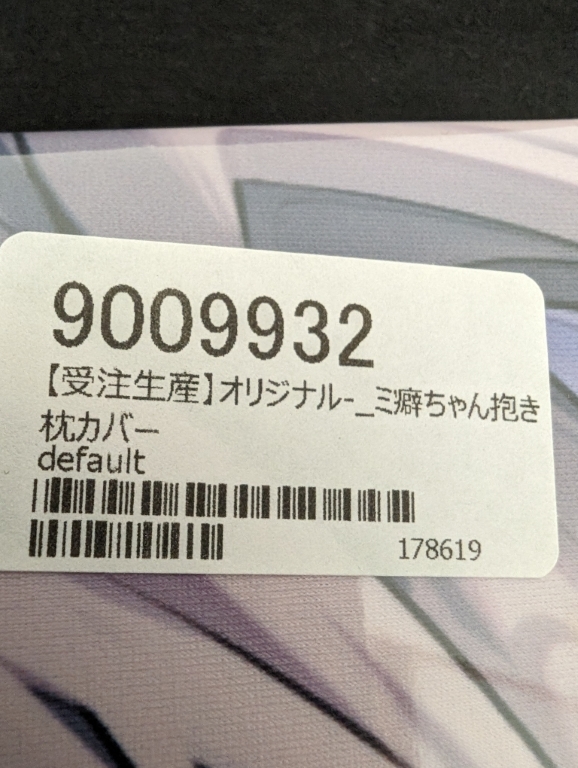 9009932
【受注生産】オリジナル-_ミ癖ちゃん抱き
枕カバー
default
178619